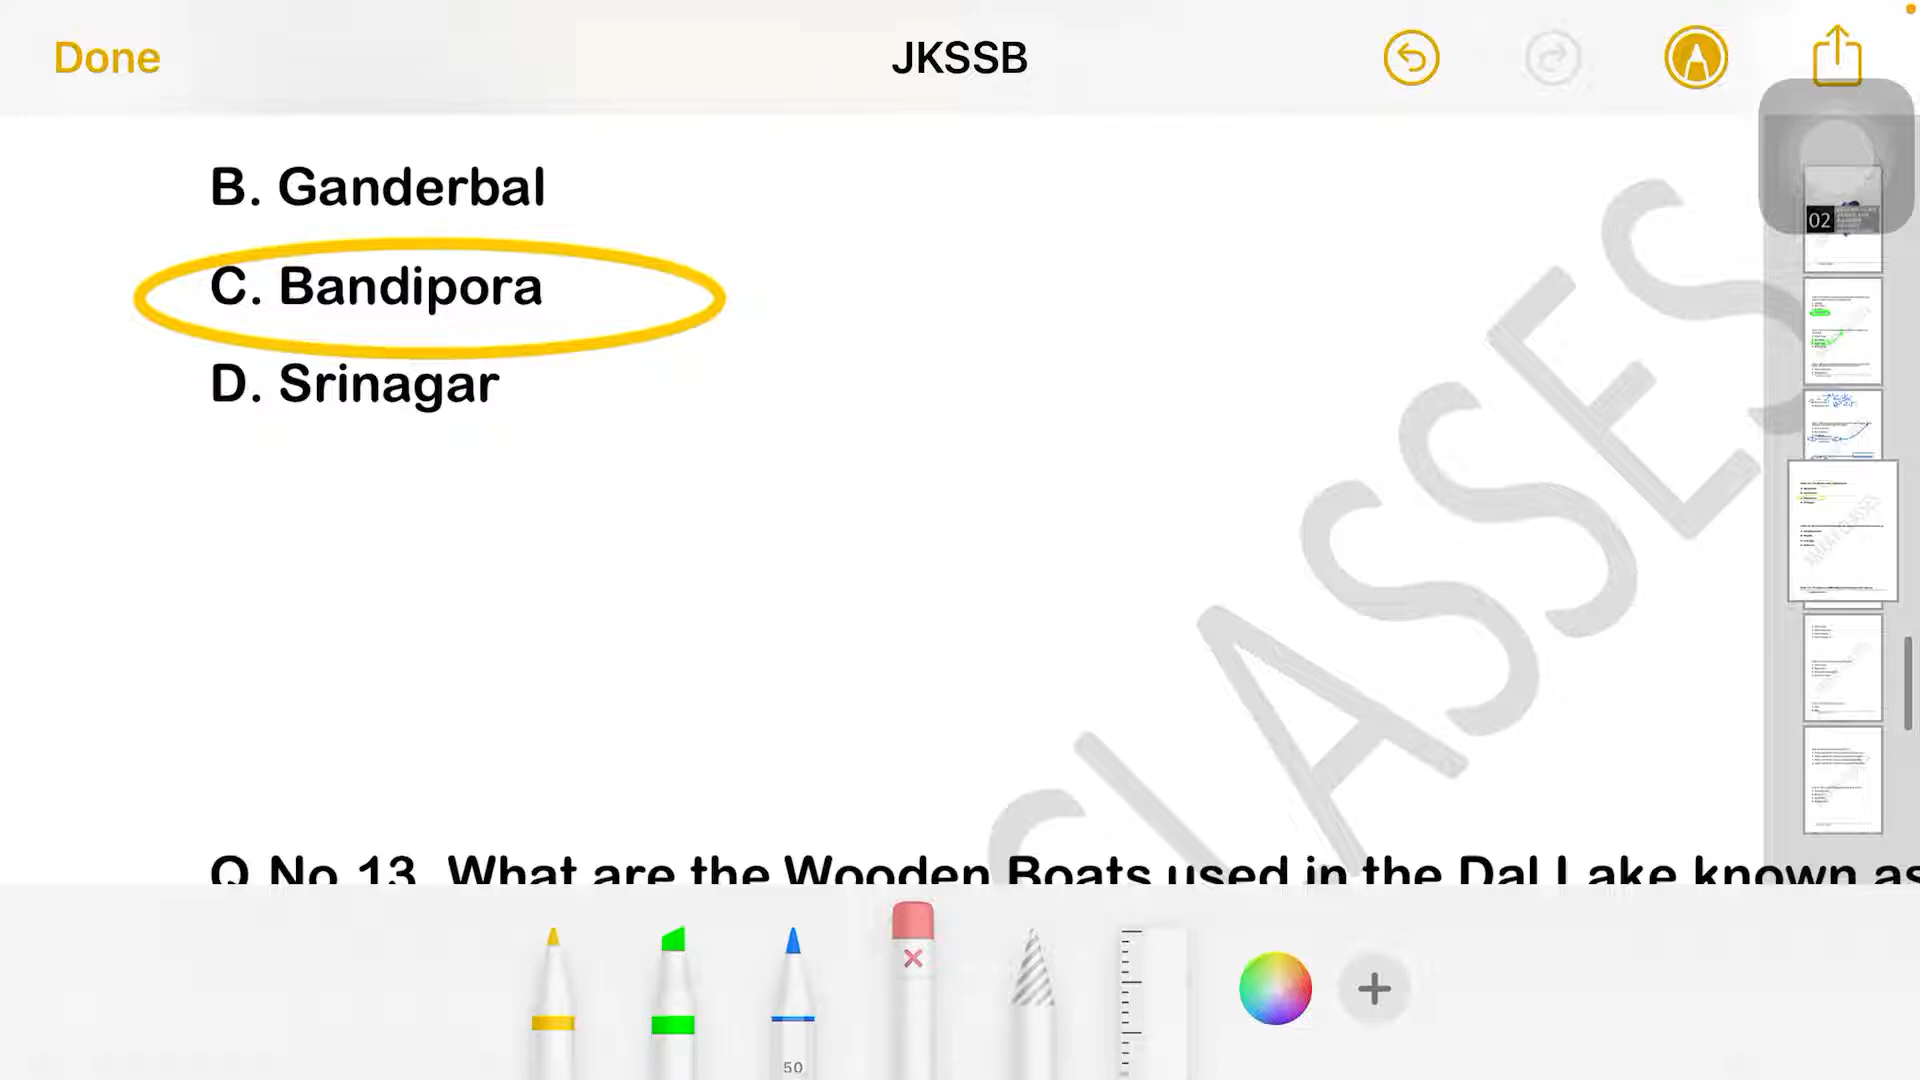 Done
JKSSB
02
B. Ganderbal
C. Bandipora
D. Srinagar
CLASSES
Q No 13. What are the Wooden Boats used in the Dal Lake known as
50